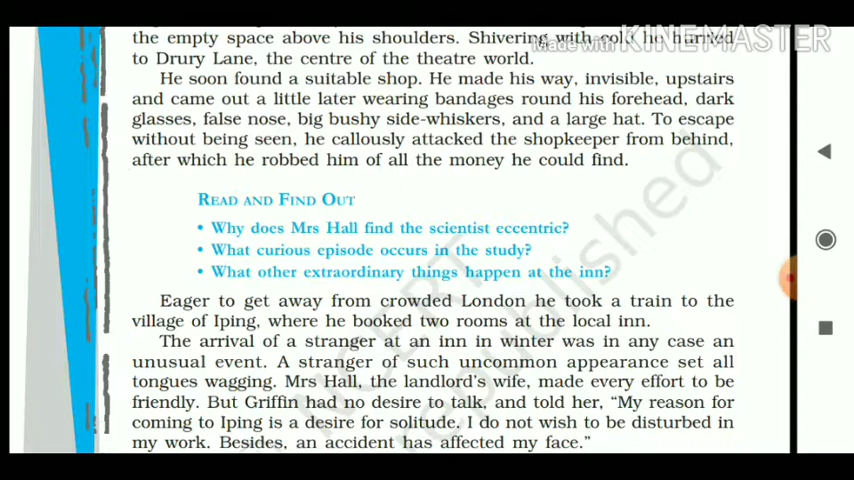 the empty space above his shoulders. Shivering with cold he hurried
Made with KINEMASTER
to Drury Lane, the centre of the theatre world.
He soon found a suitable shop. He made his way, invisible, upstairs
and came out a little later wearing bandages round his forehead, dark
glasses, false nose, big bushy side-whiskers, and a large hat. To escape
without being seen, he callously attacked the shopkeeper from behind,
after which he robbed him of all the money he could find.
READ AND FIND OUT
• Why does Mrs Hall find the scientist eccentric?
• What curious episode occurs in the study?
• What other extraordinary things happen at the inn?
Eager to get away from crowded London he took a train to the
village of Iping, where he booked two rooms at the local inn.
The arrival of a stranger at an inn in winter was in any case an
unusual event. A stranger of such uncommon appearance set all
tongues wagging. Mrs Hall, the landlord's wife, made every effort to be
friendly. But Griffin had no desire to talk, and told her, “My reason for
coming to Iping is a desire for solitude. I do not wish to be disturbed in
my work. Besides, an accident has affected my face.”
NCERT
republished